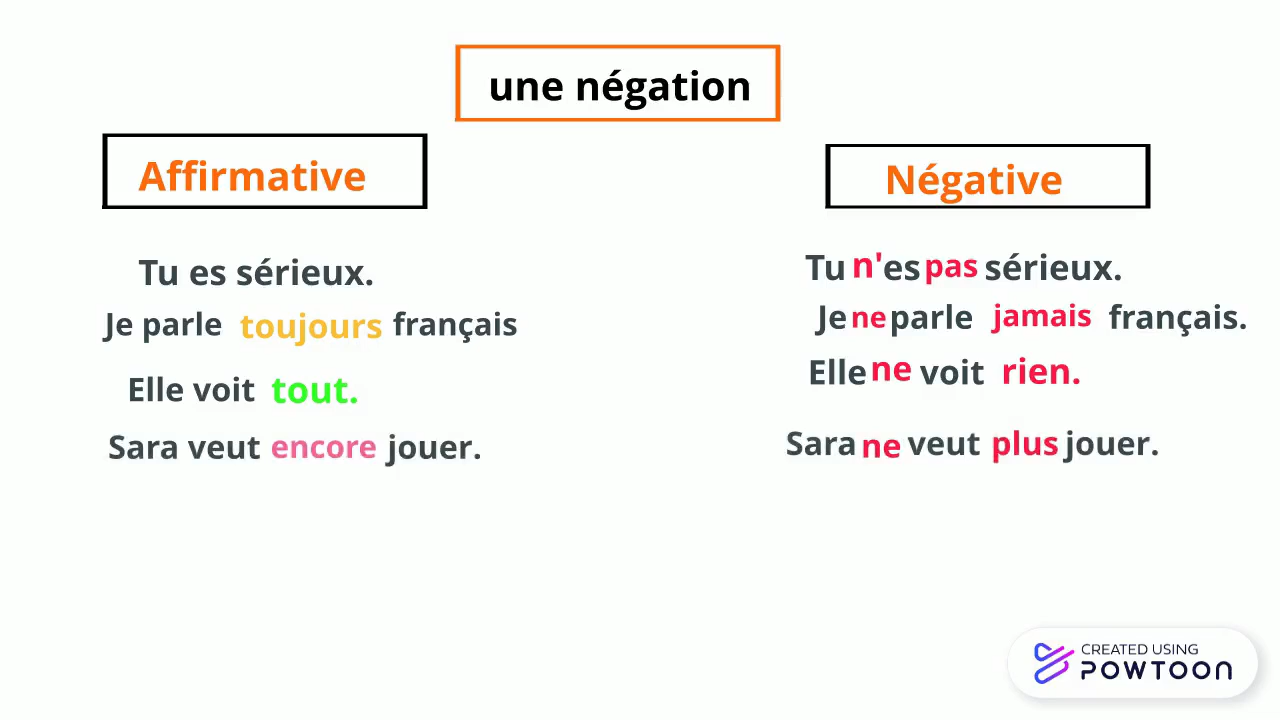 une négation
Affirmative
Négative
Tu es sérieux.
Tu n'es pas sérieux.
Je parle toujours français
Je ne parle jamais français.
Elle voit tout.
Elle ne voit rien.
Sara veut encore jouer.
Sara ne veut plus jouer.
CREATED USING
POWTOON